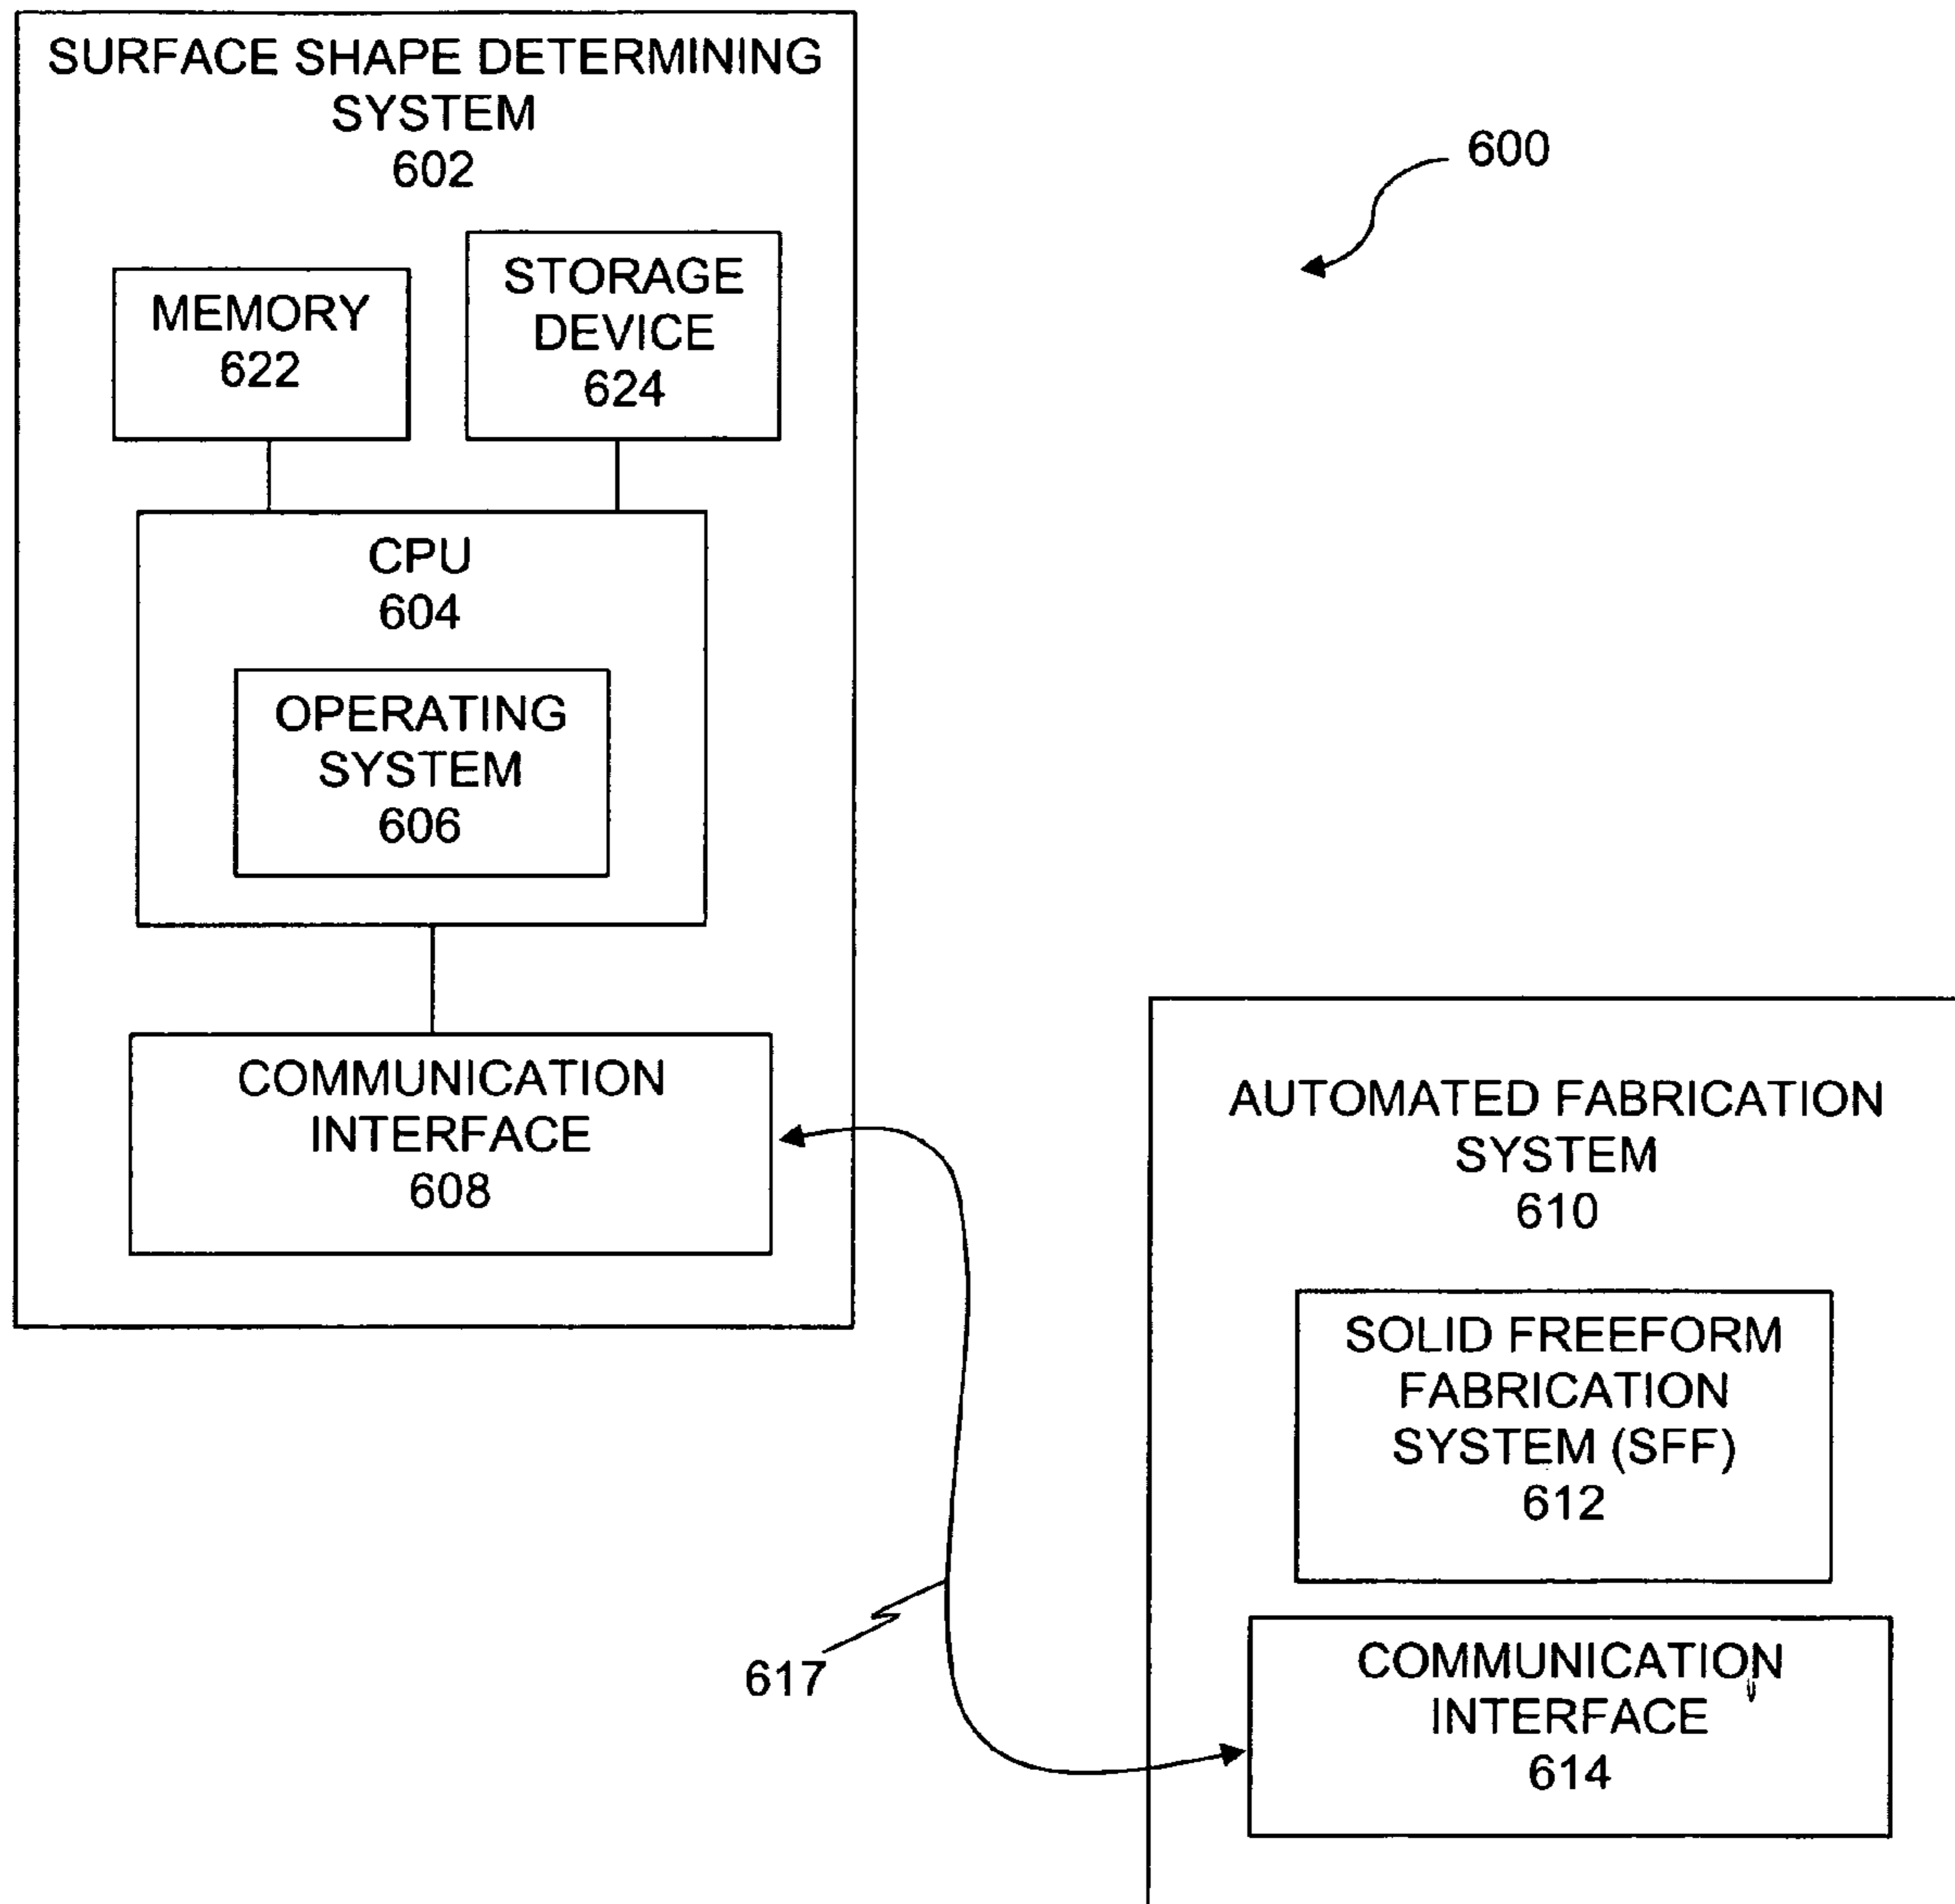 SURFACE SHAPE DETERMINING
SYSTEM
602
600
MEMORY
622
STORAGE
DEVICE
624
CPU
604
OPERATING
SYSTEM
606
COMMUNICATION
INTERFACE
608
617
AUTOMATED FABRICATION
SYSTEM
610
SOLID FREEFORM
FABRICATION
SYSTEM (SFF)
612
COMMUNICATION
INTERFACE
614